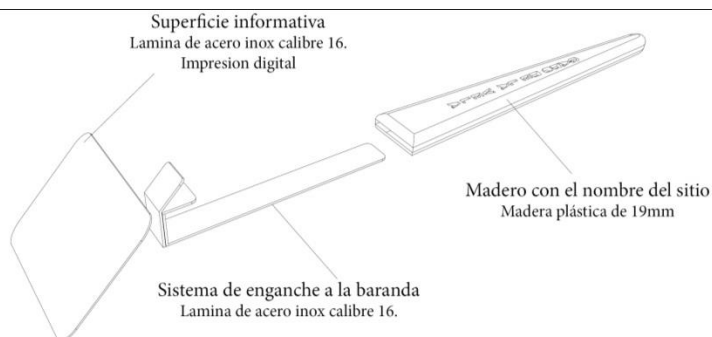 Superficie informativa
Lamina de acero inox calibre 16.
Impresion digital
Madero con el nombre del sitio
Madera plástica de 19mm
Sistema de enganche a la baranda
Lamina de acero inox calibre 16.